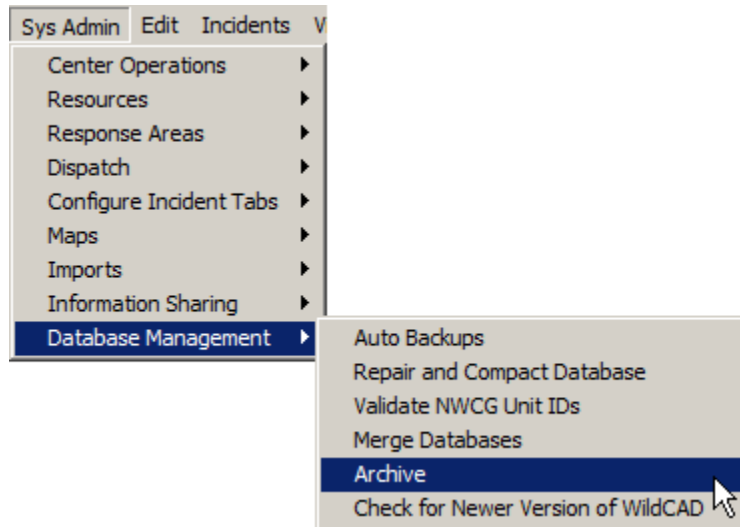 Sys Admin Edit Incidents
Center Operations
Resources
Response Areas
Dispatch
Configure Incident Tabs
Maps
Imports
Information Sharing
Database Management
Auto Backups
Repair and Compact Database
Validate NWCG Unit IDs
Merge Databases
Archive
Check for Newer Version of WildCAD